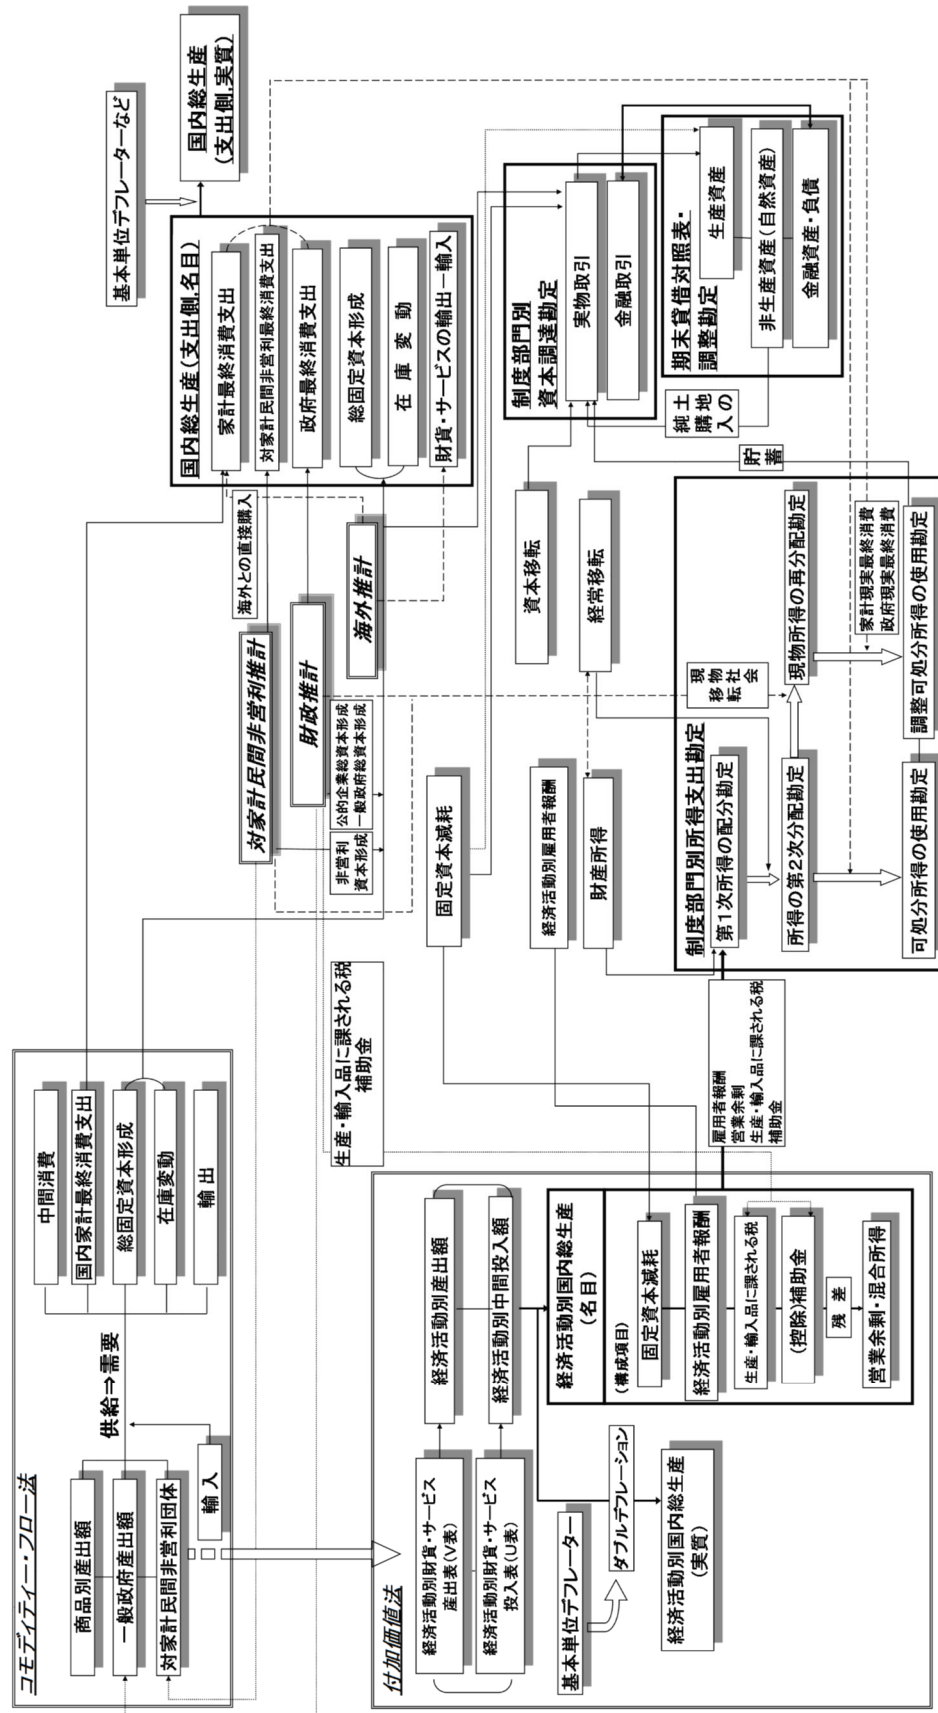 コモディティー・フロー法
商品別産出額
一般政府産出額
対家計民間非営利団体
輸入
供給⇒需要
中間消費
国内家計最終消費支出
総固定資本形成
在庫変動
輸出
付加価値法
経済活動別財貨・サービス
産出表(V表)
経済活動別財貨・サービス
投入表(U表)
経済活動別産出額
経済活動別中間投入額
基本単位デフレーター
ダブルデフレーション
経済活動別国内総生産
(実質)
経済活動別国内総生産
(名目)
(構成項目)
固定資本減耗
経済活動別雇用者報酬
生産・輸入品に課される税
(控除)補助金
残差
営業余剰・混合所得
生産・輸入品に課される税
補助金
雇用者報酬
営業余剰
生産・輸入品に課される税
補助金
対家計民間非営利推計
財政推計
海外推計
海外との直接購入
非営利
資本形成
公的企業総資本形成
一般政府総資本形成
固定資本減耗
経済活動別雇用者報酬
財産所得
資本移転
経常移転
現物社会
移転
国内総生産(支出側,名目)
家計最終消費支出
対家計民間非営利最終消費支出
政府最終消費支出
総固定資本形成
在庫変動
財貨・サービスの輸出―輸入
基本単位デフレーターなど
国内総生産
(支出側,実質)
制度部門別
資本調達勘定
実物取引
金融取引
期末貸借対照表・
調整勘定
生産資産
非生産資産(自然資産)
金融資産・負債
土地の
純購入
貯蓄
制度部門別所得支出勘定
第1次所得の配分勘定
所得の第2次分配勘定
現物所得の再分配勘定
家計現実最終消費
政府現実最終消費
可処分所得の使用勘定
調整可処分所得の使用勘定